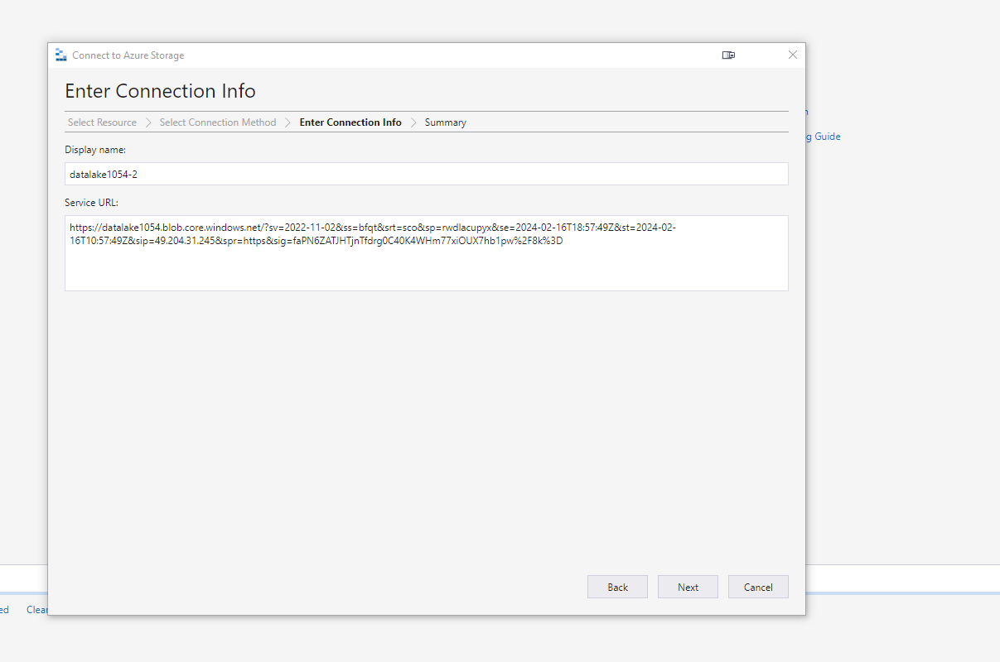 Connect to Azure Storage
Enter Connection Info
Select Resource
Select Connection Method
Enter Connection Info
Summary
g Guide
Display name:
datalake1054-2
Service URL:
https://datalake1054.blob.core.windows.net/?sv=2022-11-02&ss=bfqt&srt=sco&sp=rwdlacupyx&se=2024-02-16T18:57:49Z&st=2024-02-
16T10:57:49Z&sip=49.204.31.245&spr=https&sig=faPN6ZATJHTjnTfdrg0C40K4WHm77xiOUX7hb1pw%2F8k%3D
Back
Next
Cancel
ed
Clear